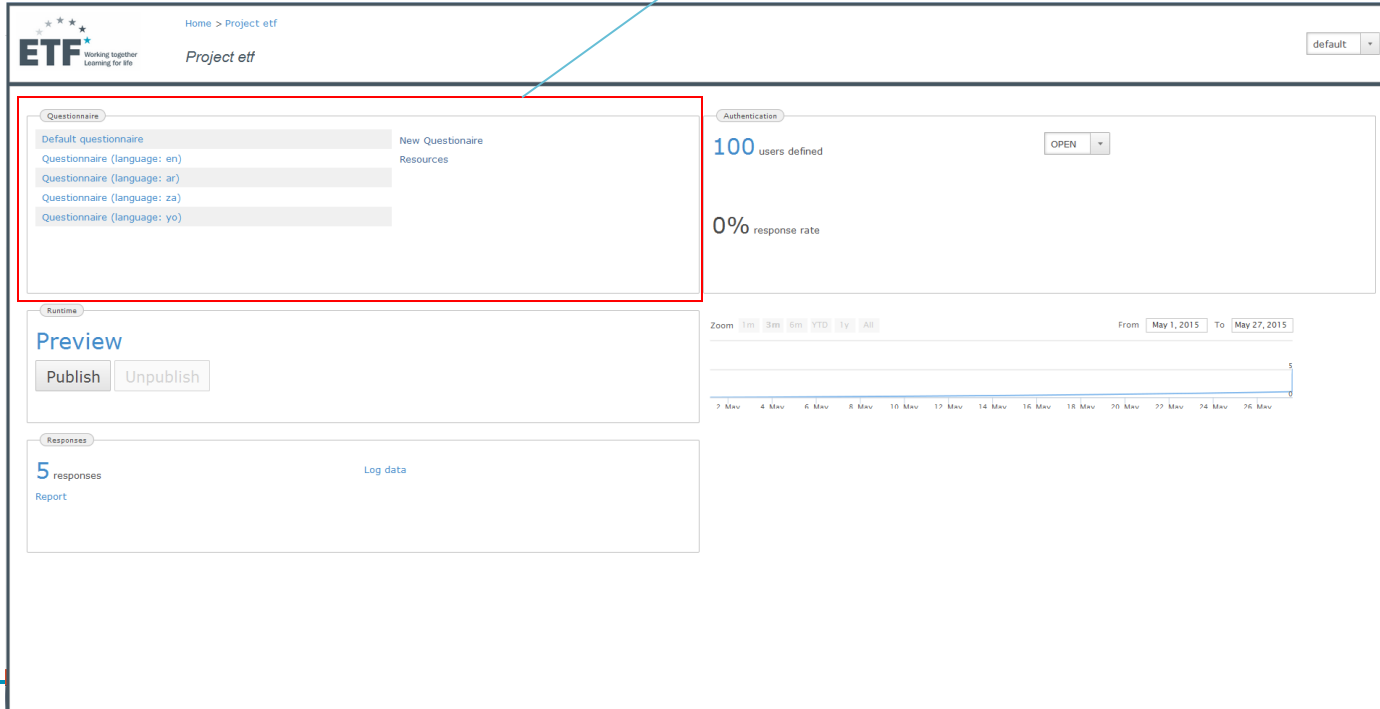 Home > Project etf
ETF Working together
Learning for life
Project etf
default
Questionnaire
Default questionnaire
Questionnaire (language: en)
Questionnaire (language: ar)
Questionnaire (language: za)
Questionnaire (language: yo)
New Questionaire
Resources
Authentication
100 users defined
OPEN
0% response rate
Runtime
Preview
Publish Unpublish
Zoom 1m 3m 6m YTD 1y All
From May 1, 2015 To May 27, 2015
5
0
2. May 4. May 6. May 8. May 10. May 12. May 14. May 16. May 18. May 20. May 22. May 24. May 26. May
Responses
5 responses
Log data
Report